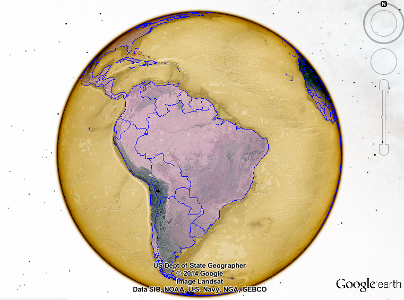 N
US Dept of State Geographer
© 2014 Google
Image Landsat
Data SIO, NOAA, U.S. Navy, NGA, GEBCO
Google earth